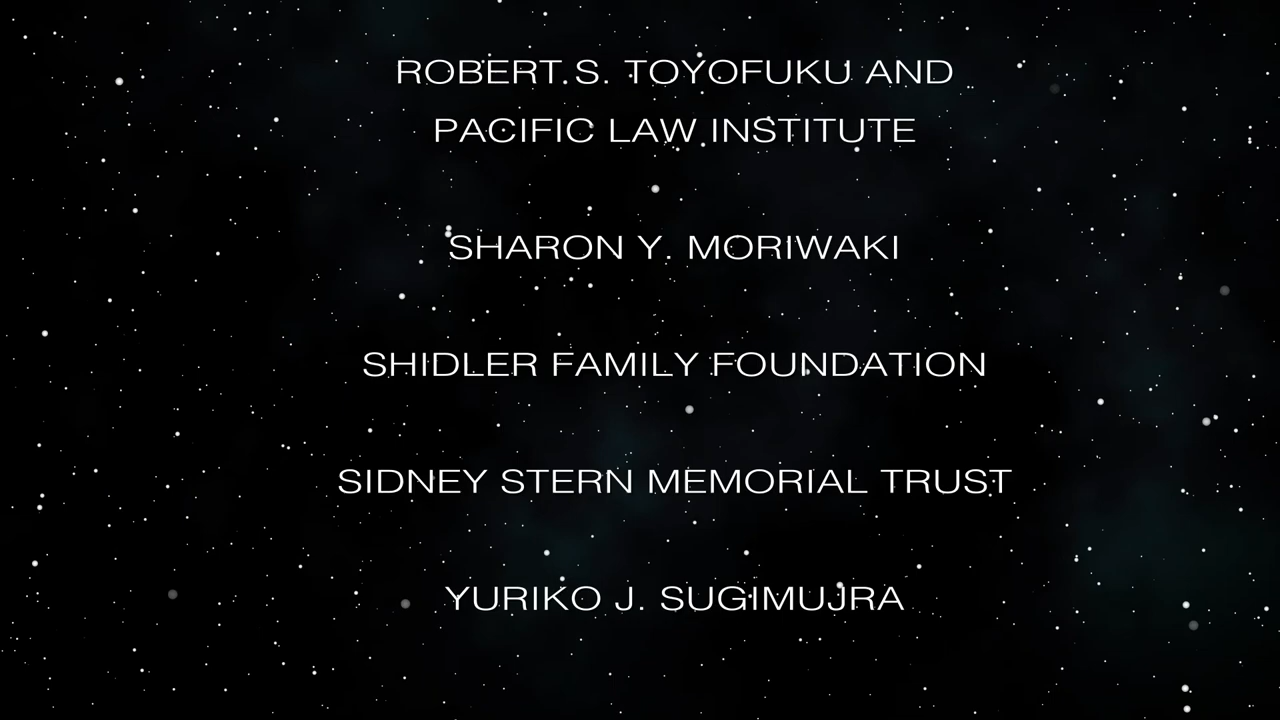 ROBERT S. TOYOFUKU AND
PACIFIC LAW INSTITUTE
SHARON Y. MORIWAKI
SHIDLER FAMILY FOUNDATION
SIDNEY STERN MEMORIAL TRUST
YURIKO J. SUGIMUJRA